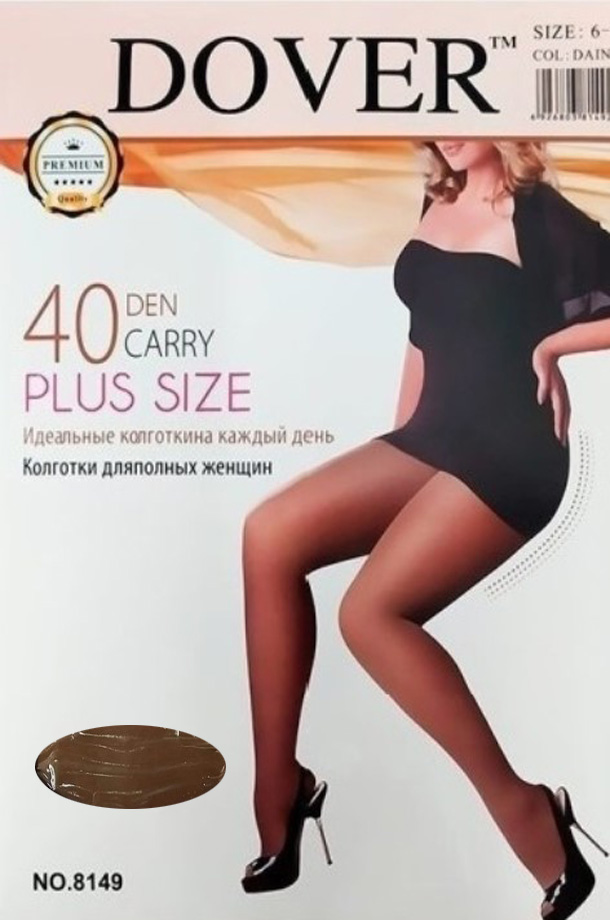 DOVER™
SIZE: 6-
COL: DAIN
PREMIUM
★★★★★
Quality
40 DEN
CARRY
PLUS SIZE
Идеальные колготкина каждый день
Колготки дляполных женщин
NO.8149